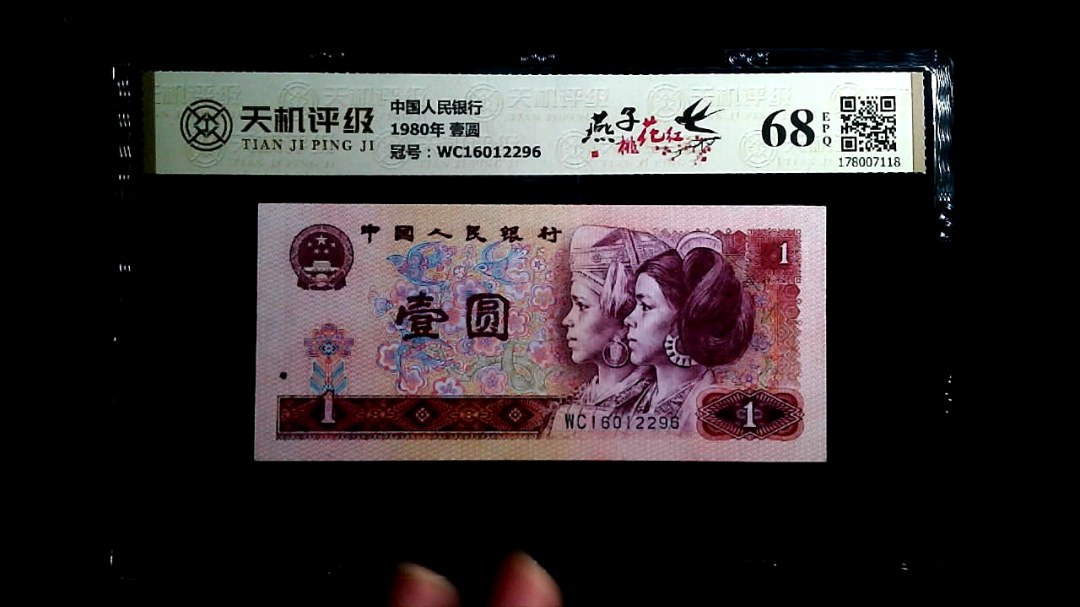 天机评级
TIAN JI PING JI
中国人民银行
1980年 壹圆
冠号：WC16012296
燕子
桃花红
68
EPQ
178007118
中国人民银行
1
壹圆
1
WC16012296
1